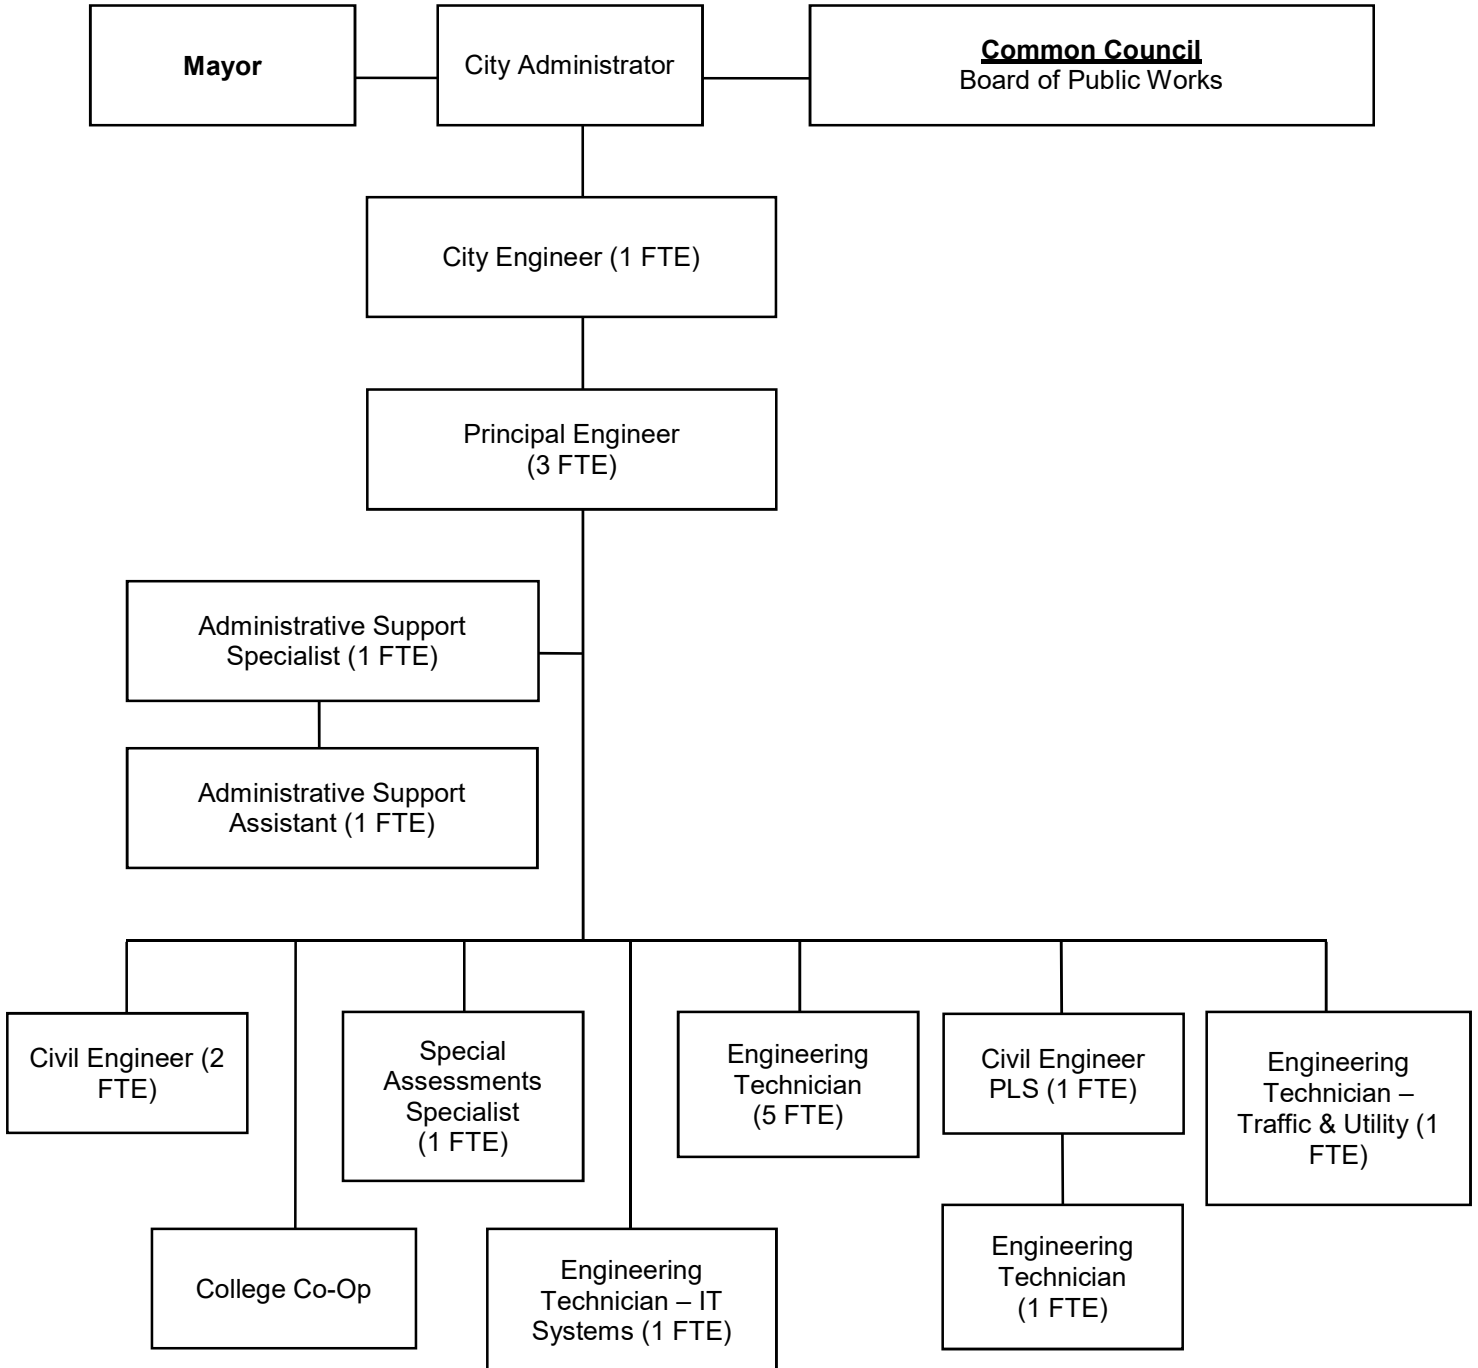 Mayor
City Administrator
Common Council
Board of Public Works
City Engineer (1 FTE)
Principal Engineer
(3 FTE)
Administrative Support
Specialist (1 FTE)
Administrative Support
Assistant (1 FTE)
Civil Engineer (2
FTE)
Special
Assessments
Specialist
(1 FTE)
Engineering
Technician
(5 FTE)
Civil Engineer
PLS (1 FTE)
Engineering
Technician –
Traffic & Utility (1
FTE)
College Co-Op
Engineering
Technician – IT
Systems (1 FTE)
Engineering
Technician
(1 FTE)